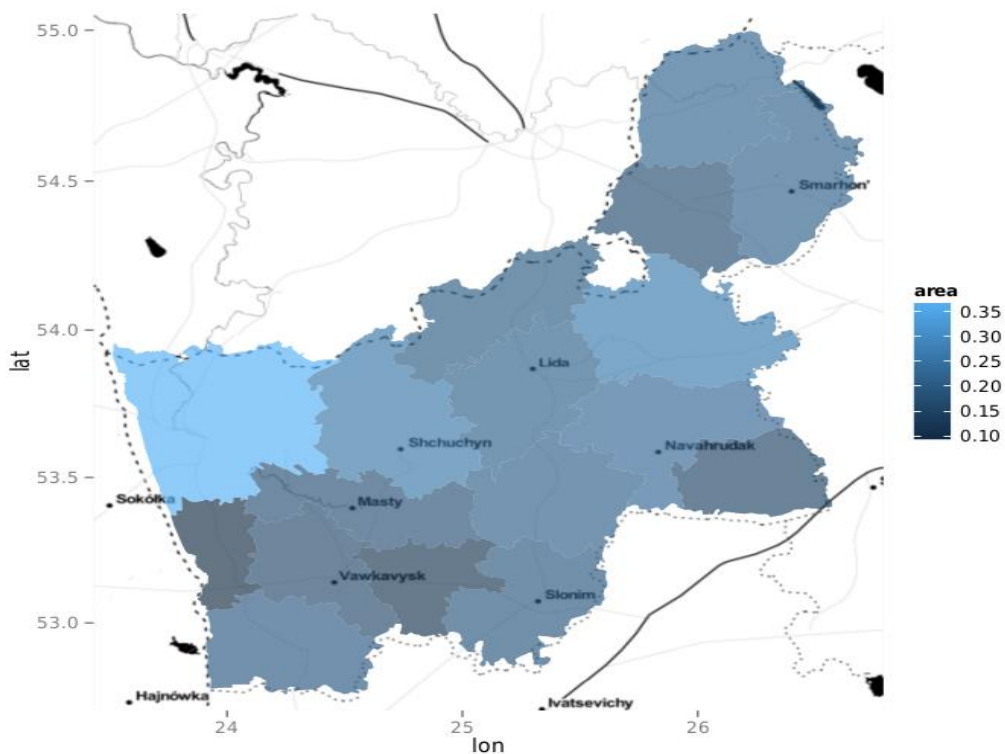 55.0
54.5
54.0
53.5
53.0
lat
24
25
26
lon
Smarhon'
Lida
Shchuchyn
Navahrudak
Sokółka
Masty
Vawkavysk
Slonim
Hajnówka
Ivatsevichy
area
0.35
0.30
0.25
0.20
0.15
0.10